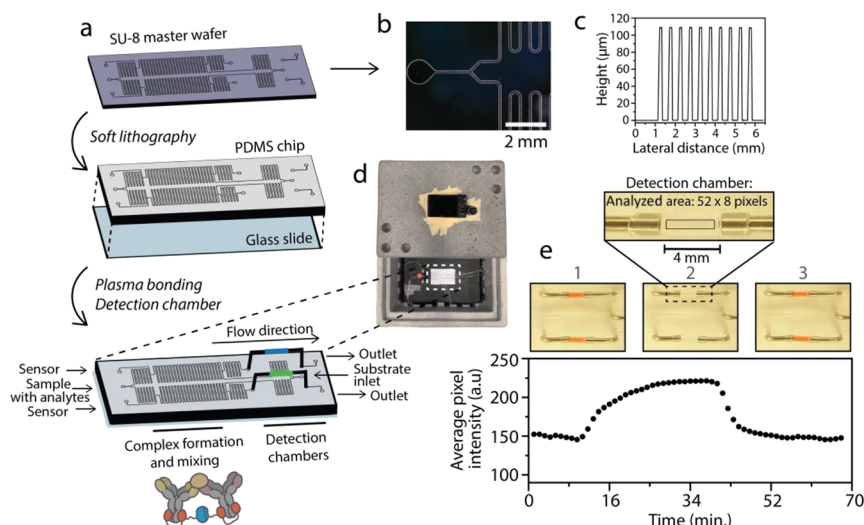 a
SU-8 master wafer
Soft lithography
PDMS chip
Glass slide
Plasma bonding
Detection chamber
Flow direction
Sensor
Sample
with analytes
Sensor
Outlet
Substrate
inlet
Outlet
Complex formation
and mixing
Detection
chambers
b
2 mm
c
Height (µm)
120
100
80
60
40
20
0
0 1 2 3 4 5 6
Lateral distance (mm)
d
Detection chamber:
Analyzed area: 52 x 8 pixels
4 mm
e
1 2 3
Average pixel
intensity (a.u)
250
200
150
100
0 16 34 52 70
Time (min.)